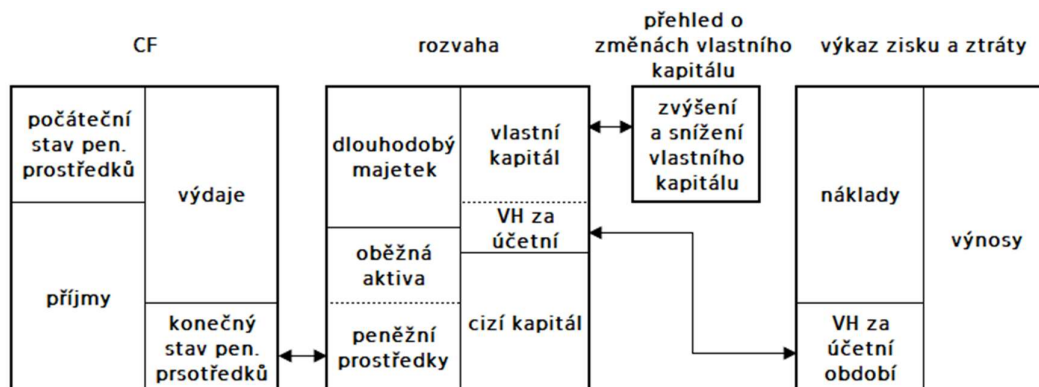 CF
rozvaha
přehled o
změnách vlastního
kapitálu
výkaz zisku a ztráty
počáteční
stav pen.
prostředků
výdaje
příjmy
konečný
stav pen.
prsotředků
dlouhodobý
majetek
vlastní
kapitál
VH za
účetní
oběžná
aktiva
peněžní
prostředky
cizí kapitál
zvýšení
a snížení
vlastního
kapitálu
náklady
výnosy
VH za
účetní
období